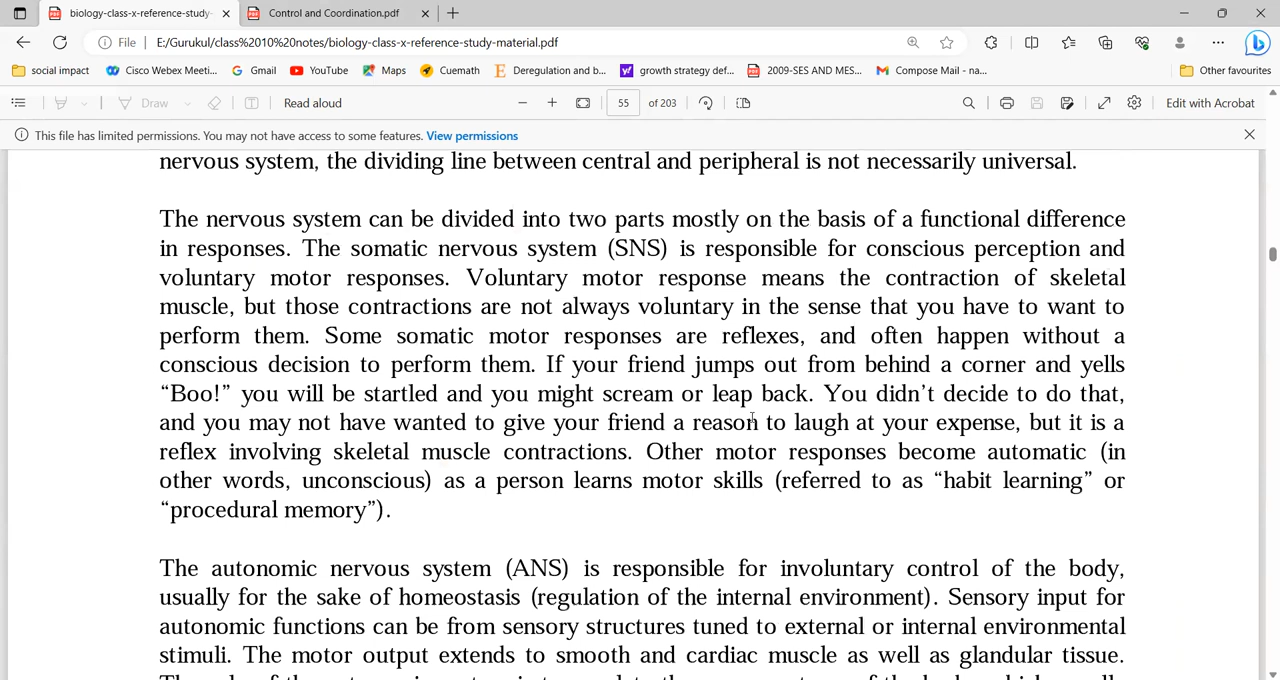 biology-class-x-reference-study-
Control and Coordination.pdf
File
E:/Gurukul/class%2010%20notes/biology-class-x-reference-study-material.pdf
social impact
Cisco Webex Meeti...
Gmail
YouTube
Maps
Cuemath
Deregulation and b...
growth strategy def...
2009-SES AND MES...
Compose Mail - na...
Other favourites
Draw
Read aloud
55
of 203
Edit with Acrobat
This file has limited permissions. You may not have access to some features. View permissions
nervous system, the dividing line between central and peripheral is not necessarily universal.
The nervous system can be divided into two parts mostly on the basis of a functional difference
in responses. The somatic nervous system (SNS) is responsible for conscious perception and
voluntary motor responses. Voluntary motor response means the contraction of skeletal
muscle, but those contractions are not always voluntary in the sense that you have to want to
perform them. Some somatic motor responses are reflexes, and often happen without a
conscious decision to perform them. If your friend jumps out from behind a corner and yells
“Boo!” you will be startled and you might scream or leap back. You didn’t decide to do that,
and you may not have wanted to give your friend a reason to laugh at your expense, but it is a
reflex involving skeletal muscle contractions. Other motor responses become automatic (in
other words, unconscious) as a person learns motor skills (referred to as “habit learning” or
“procedural memory”).
The autonomic nervous system (ANS) is responsible for involuntary control of the body,
usually for the sake of homeostasis (regulation of the internal environment). Sensory input for
autonomic functions can be from sensory structures tuned to external or internal environmental
stimuli. The motor output extends to smooth and cardiac muscle as well as glandular tissue.